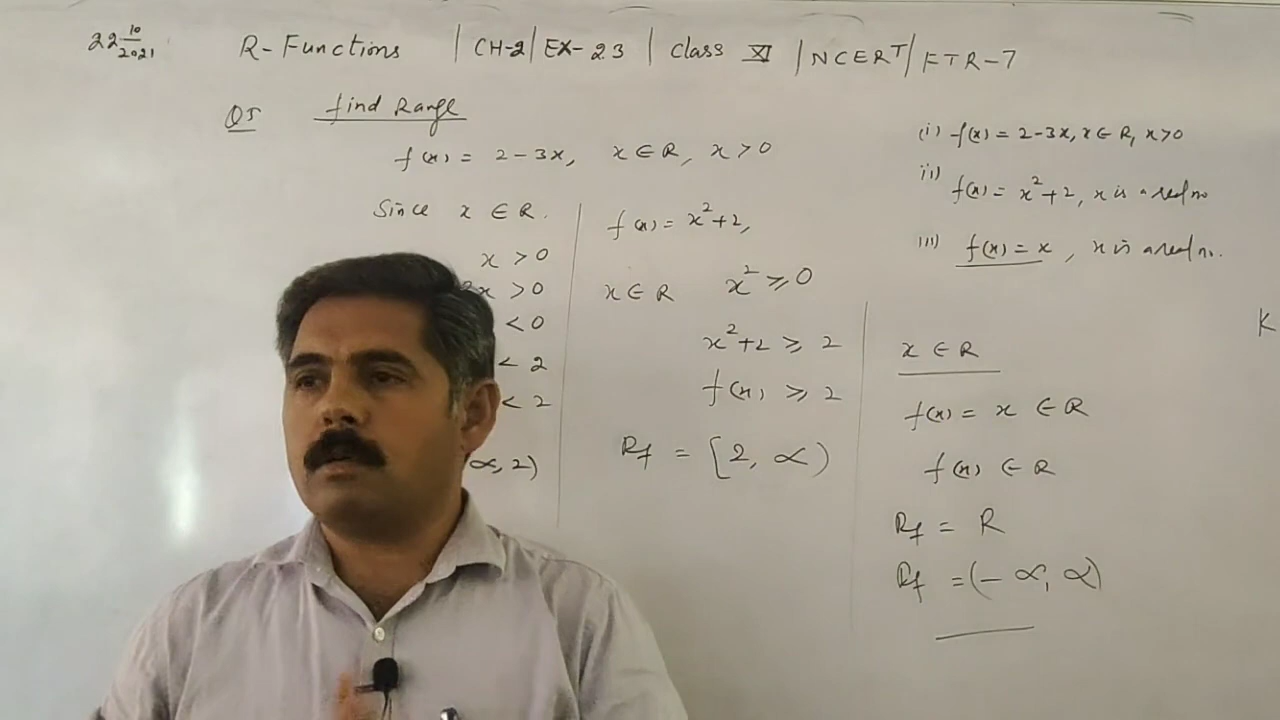 22 10/2021 R-Functions | CH-2 | EX-2.3 | Class XI | NCERT | FTR-7
Q5 find Range
f(x) = 2-3x, x ∈ R, x > 0
(i) f(x) = 2-3x, x ∈ R, x>0
ii) f(x) = x²+2, x is a real no
iii) f(x) = x, x is a real no.
Since x ∈ R.
x > 0
x > 0
< 0
< 2
< 2
∝, 2)
f(x) = x²+2,
x ∈ R x² ⩾ 0
x²+2 ⩾ 2
f(x) ⩾ 2
Rf = [2, ∝)
x ∈ R
f(x) = x ∈ R
f(x) ∈ R
Rf = R
Rf = (-∝, ∝)
K